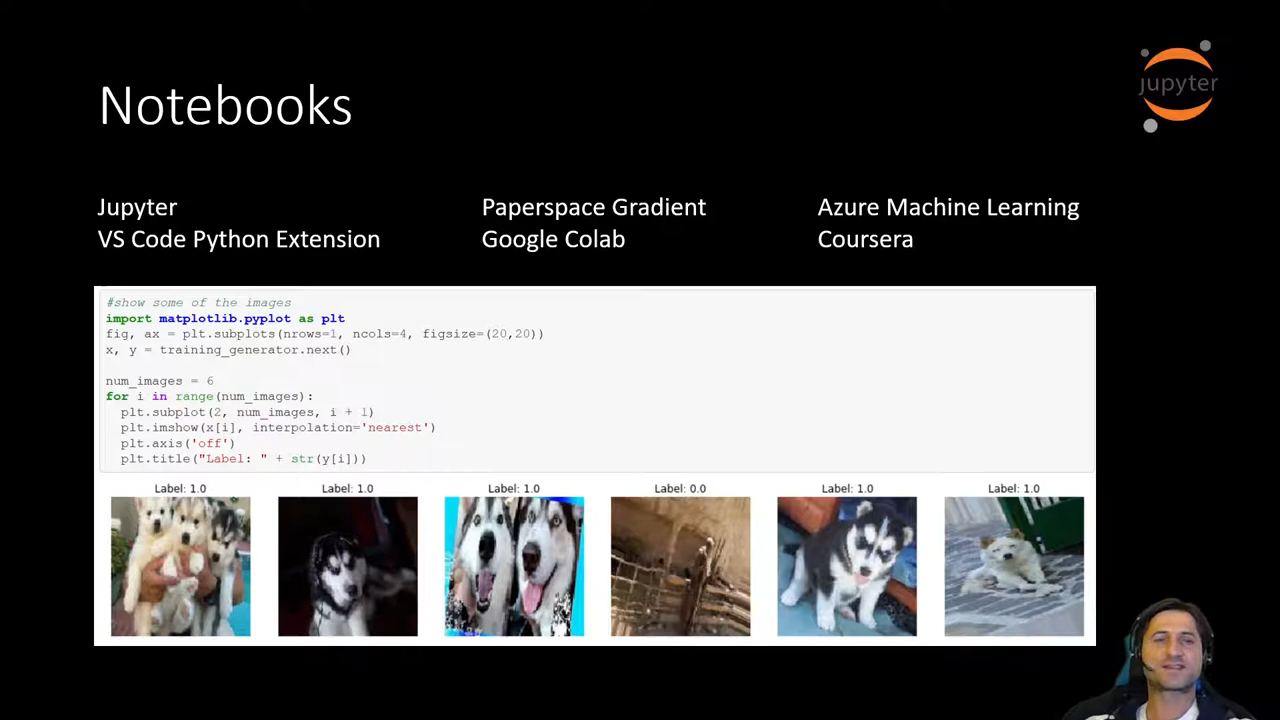 Notebooks
jupyter
Jupyter
VS Code Python Extension
Paperspace Gradient
Google Colab
Azure Machine Learning
Coursera
#show some of the images
import matplotlib.pyplot as plt
fig, ax = plt.subplots(nrows=1, ncols=4, figsize=(20,20))
x, y = training_generator.next()
num_images = 6
for i in range(num_images):
  plt.subplot(2, num_images, i + 1)
  plt.imshow(x[i], interpolation='nearest')
  plt.axis('off')
  plt.title("Label: " + str(y[i]))
Label: 1.0
Label: 1.0
Label: 1.0
Label: 0.0
Label: 1.0
Label: 1.0